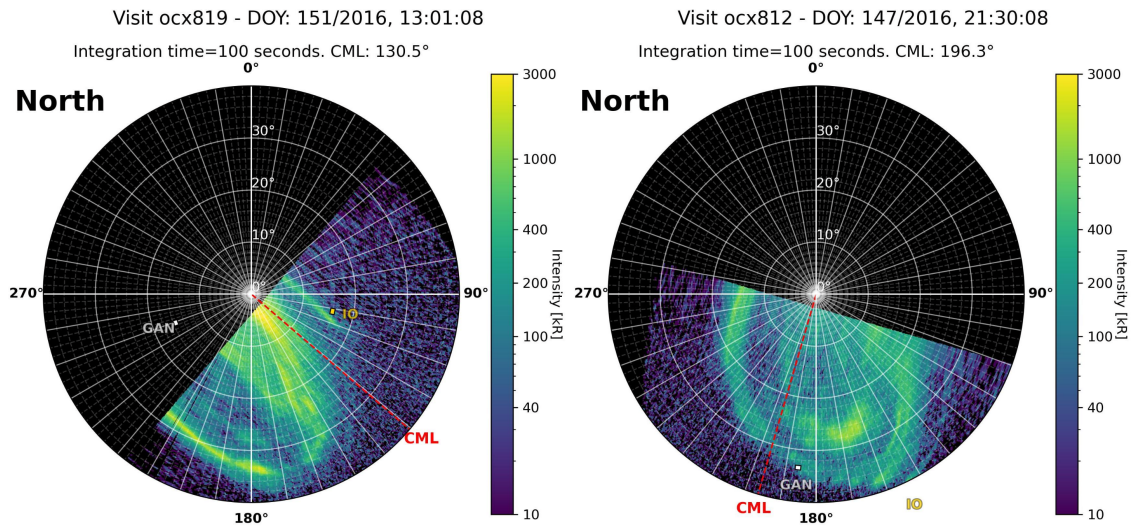 Visit ocx819 - DOY: 151/2016, 13:01:08
Integration time=100 seconds. CML: 130.5°
North
0°
30°
20°
10°
0°
270°
90°
GAN
IO
CML
180°
3000
1000
400
200
100
40
10
Intensity [kR]
Visit ocx812 - DOY: 147/2016, 21:30:08
Integration time=100 seconds. CML: 196.3°
North
0°
30°
20°
10°
0°
270°
90°
GAN
IO
CML
180°
3000
1000
400
200
100
40
10
Intensity [kR]